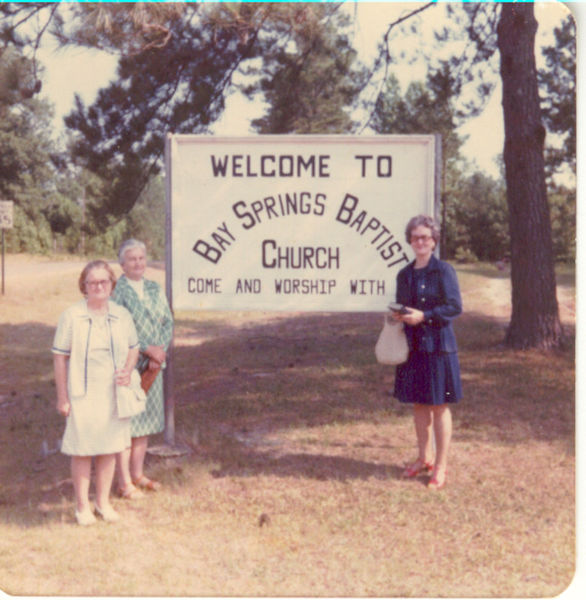 WELCOME TO
BAY SPRINGS BAPTIST
CHURCH
COME AND WORSHIP WITH